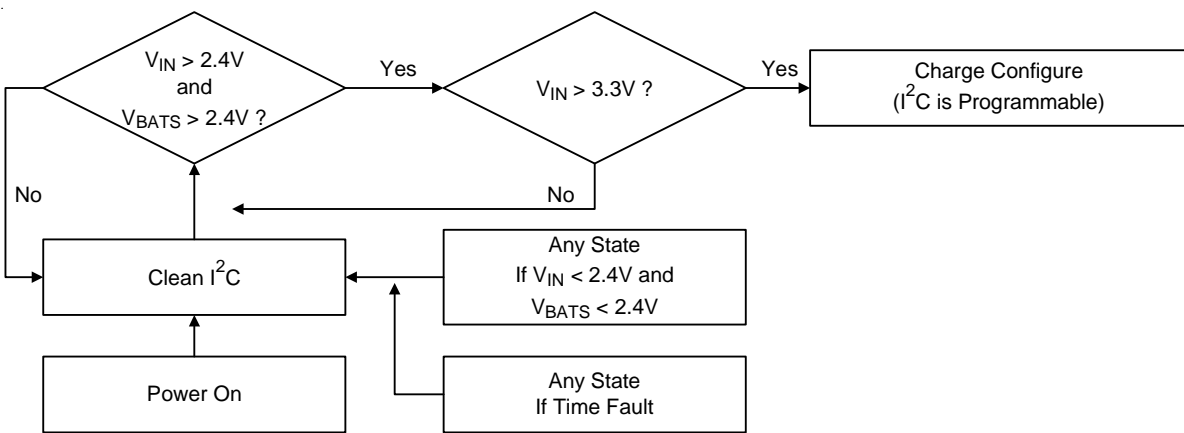 V_IN > 2.4V
and
V_BATS > 2.4V ?
Yes
V_IN > 3.3V ?
Yes
Charge Configure
(I²C is Programmable)
No
No
Clean I²C
Any State
If V_IN < 2.4V and
V_BATS < 2.4V
Power On
Any State
If Time Fault